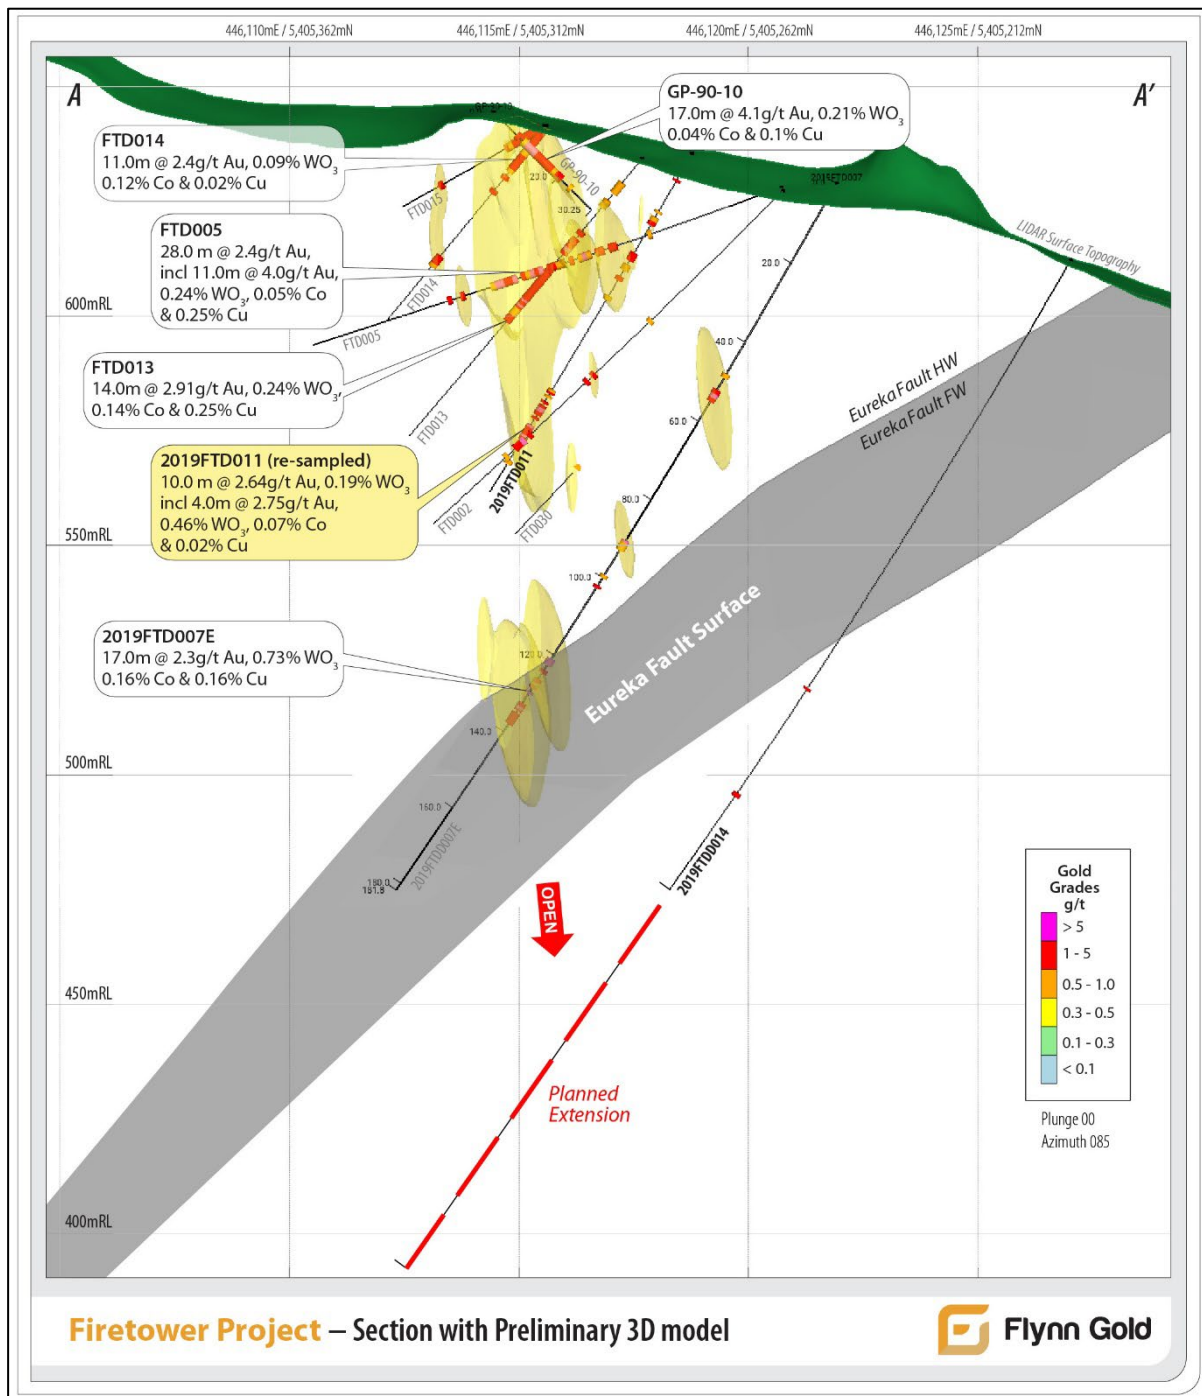 446,110mE / 5,405,362mN
446,115mE / 5,405,312mN
446,120mE / 5,405,262mN
446,125mE / 5,405,212mN
A
A'
GP-90-10
17.0m @ 4.1g/t Au, 0.21% WO₃
0.04% Co & 0.1% Cu
FTD014
11.0m @ 2.4g/t Au, 0.09% WO₃
0.12% Co & 0.02% Cu
GP-90-10
20.0
30.25
FTD015
FTD005
28.0 m @ 2.4g/t Au,
incl 11.0m @ 4.0g/t Au,
0.24% WO₃, 0.05% Co
& 0.25% Cu
LIDAR Surface Topography
20.0
FTD014
600mRL
FTD005
40.0
FTD013
14.0m @ 2.91g/t Au, 0.24% WO₃,
0.14% Co & 0.25% Cu
Eureka Fault HW
Eureka Fault FW
FTD013
60.0
2019FTD011 (re-sampled)
10.0 m @ 2.64g/t Au, 0.19% WO₃
incl 4.0m @ 2.75g/t Au,
0.46% WO₃, 0.07% Co
& 0.02% Cu
2019FTD011
FTD002
FTD030
80.0
550mRL
100.0
Eureka Fault Surface
2019FTD007E
17.0m @ 2.3g/t Au, 0.73% WO₃
0.16% Co & 0.16% Cu
120.0
140.0
500mRL
160.0
2019FTDD007E
180.0
181.9
2019FTDD014
OPEN
Gold
Grades
g/t
> 5
1 - 5
0.5 - 1.0
0.3 - 0.5
0.1 - 0.3
< 0.1
450mRL
Planned
Extension
Plunge 00
Azimuth 085
400mRL
Firetower Project – Section with Preliminary 3D model
Flynn Gold